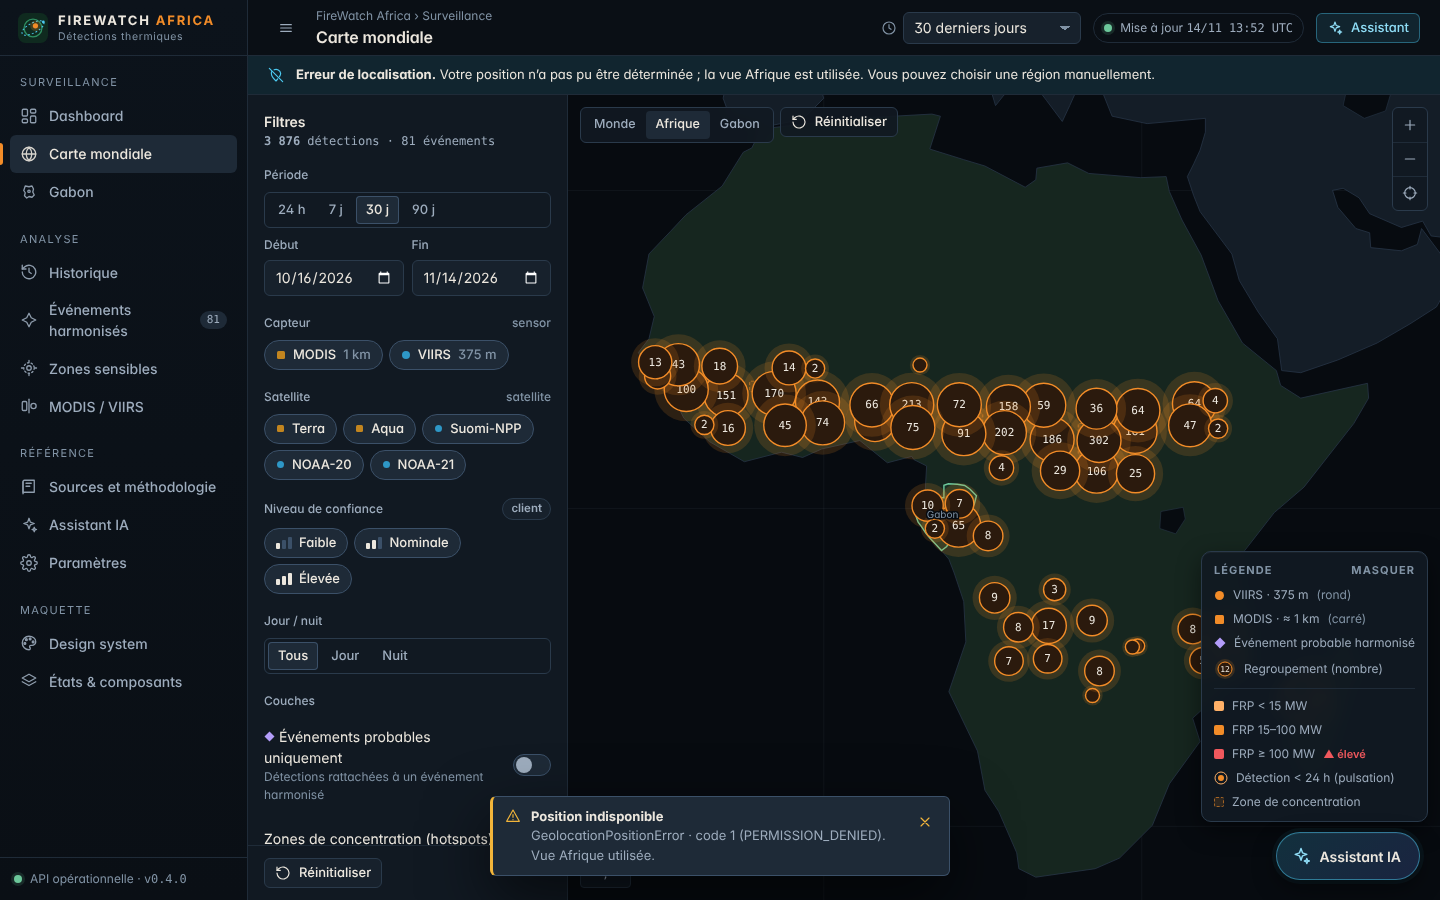 FIREWATCH AFRICA
Détections thermiques
SURVEILLANCE
Dashboard
Carte mondiale
Gabon
ANALYSE
Historique
Événements
harmonisés
81
Zones sensibles
MODIS / VIIRS
RÉFÉRENCE
Sources et méthodologie
Assistant IA
Paramètres
MAQUETTE
Design system
États & composants
API opérationnelle · v0.4.0
FireWatch Africa › Surveillance
Carte mondiale
30 derniers jours
Mise à jour 14/11 13:52 UTC
Assistant
Erreur de localisation. Votre position n'a pas pu être déterminée ; la vue Afrique est utilisée. Vous pouvez choisir une région manuellement.
Filtres
3 876 détections · 81 événements
Période
24 h 7 j 30 j 90 j
Début Fin
10/16/2026 11/14/2026
Capteur sensor
MODIS 1 km VIIRS 375 m
Satellite satellite
Terra Aqua Suomi-NPP
NOAA-20 NOAA-21
Niveau de confiance client
Faible Nominale
Élevée
Jour / nuit
Tous Jour Nuit
Couches
Événements probables
uniquement
Détections rattachées à un événement
harmonisé
Zones de concentration (hotspots)
Réinitialiser
Monde Afrique Gabon Réinitialiser
13 43 18 14 2
100 151 170 66 213 72 158 59 36 64 64 4
2 16 45 74 75 91 202 186 302 47 2
4 29 106 25
10 7
Gabon
2 65 8
9 3
8 17 9 8
7 7 8
LÉGENDE MASQUER
VIIRS · 375 m (rond)
MODIS · ≈ 1 km (carré)
Événement probable harmonisé
12 Regroupement (nombre)
FRP < 15 MW
FRP 15–100 MW
FRP ≥ 100 MW ▲ élevé
Détection < 24 h (pulsation)
Zone de concentration
Position indisponible
GeolocationPositionError · code 1 (PERMISSION_DENIED).
Vue Afrique utilisée.
Assistant IA